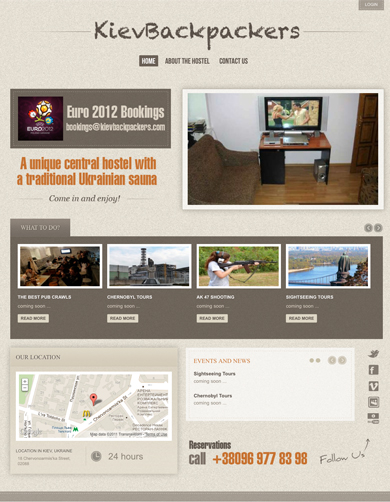 LOGIN
KievBackpackers
HOME ABOUT THE HOSTEL CONTACT US
EURO2012
Euro 2012 Bookings
bookings@kievbackpackers.com
A unique central hostel with
a traditional Ukrainian sauna
Come in and enjoy!
WHAT TO DO?
THE BEST PUB CRAWLS
coming soon ...
READ MORE
CHERNOBYL TOURS
coming soon ...
READ MORE
AK 47 SHOOTING
coming soon ...
READ MORE
SIGHTSEEING TOURS
coming soon ...
READ MORE
OUR LOCATION
LOCATION IN KIEV, UKRAINE
24 hours
EVENTS AND NEWS
Sightseeing Tours
coming soon ...
Chernobyl Tours
coming soon ...
Reservations
call +38096 977 83 98
Follow Us